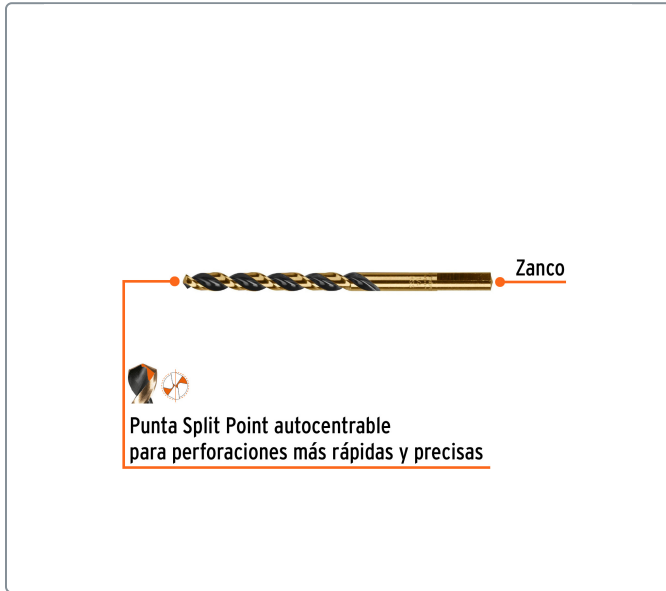 Zanco
Punta Split Point autocentrable
para perforaciones más rápidas y precisas